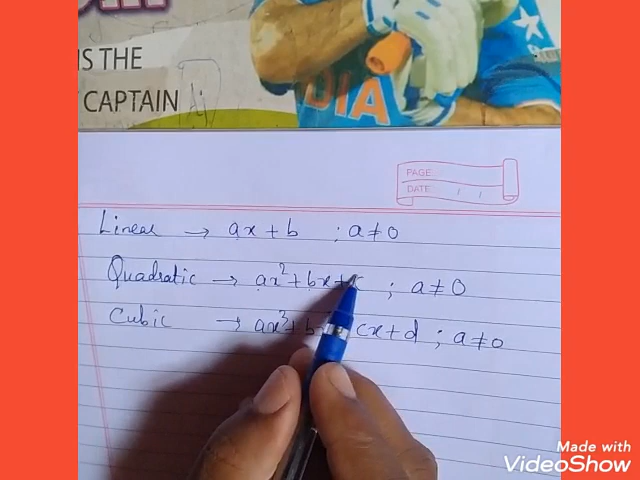 IS THE
CAPTAIN
PAGE
DATE / /
Linear → ax + b ; a ≠ 0
Quadratic → ax² + bx + c ; a ≠ 0
Cubic → ax³ + b cx + d ; a ≠ 0
Made with
VideoShow